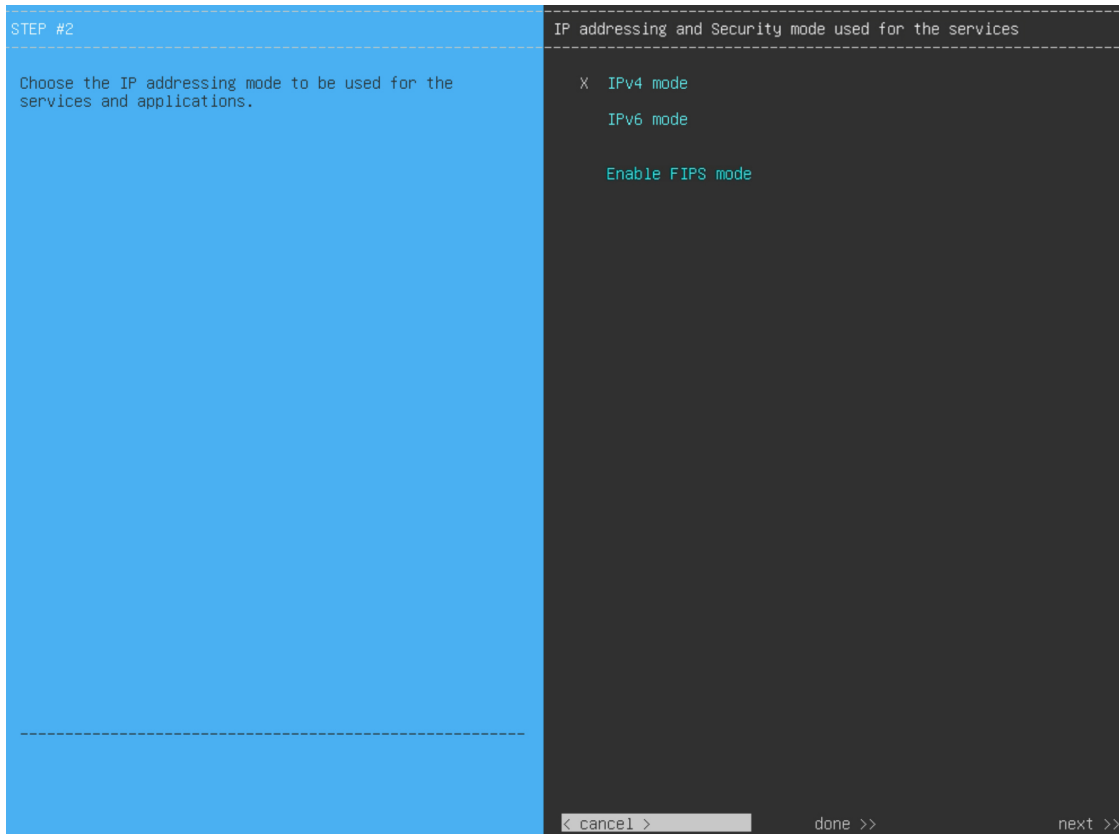 STEP #2
Choose the IP addressing mode to be used for the
services and applications.
IP addressing and Security mode used for the services
X IPv4 mode
IPv6 mode
Enable FIPS mode
< cancel > done >> next >>